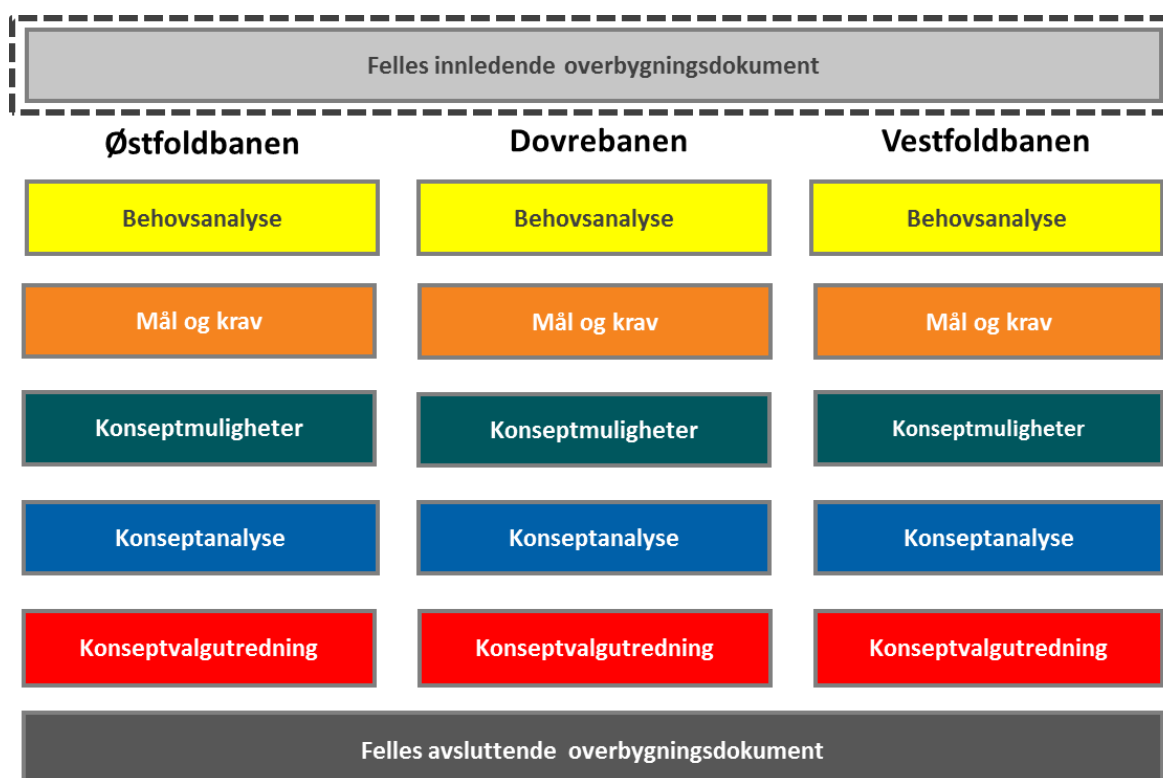 Felles innledende overbygningsdokument
Østfoldbanen Dovrebanen Vestfoldbanen
Behovsanalyse Behovsanalyse Behovsanalyse
Mål og krav Mål og krav Mål og krav
Konseptmuligheter Konseptmuligheter Konseptmuligheter
Konseptanalyse Konseptanalyse Konseptanalyse
Konseptvalgutredning Konseptvalgutredning Konseptvalgutredning
Felles avsluttende overbygningsdokument